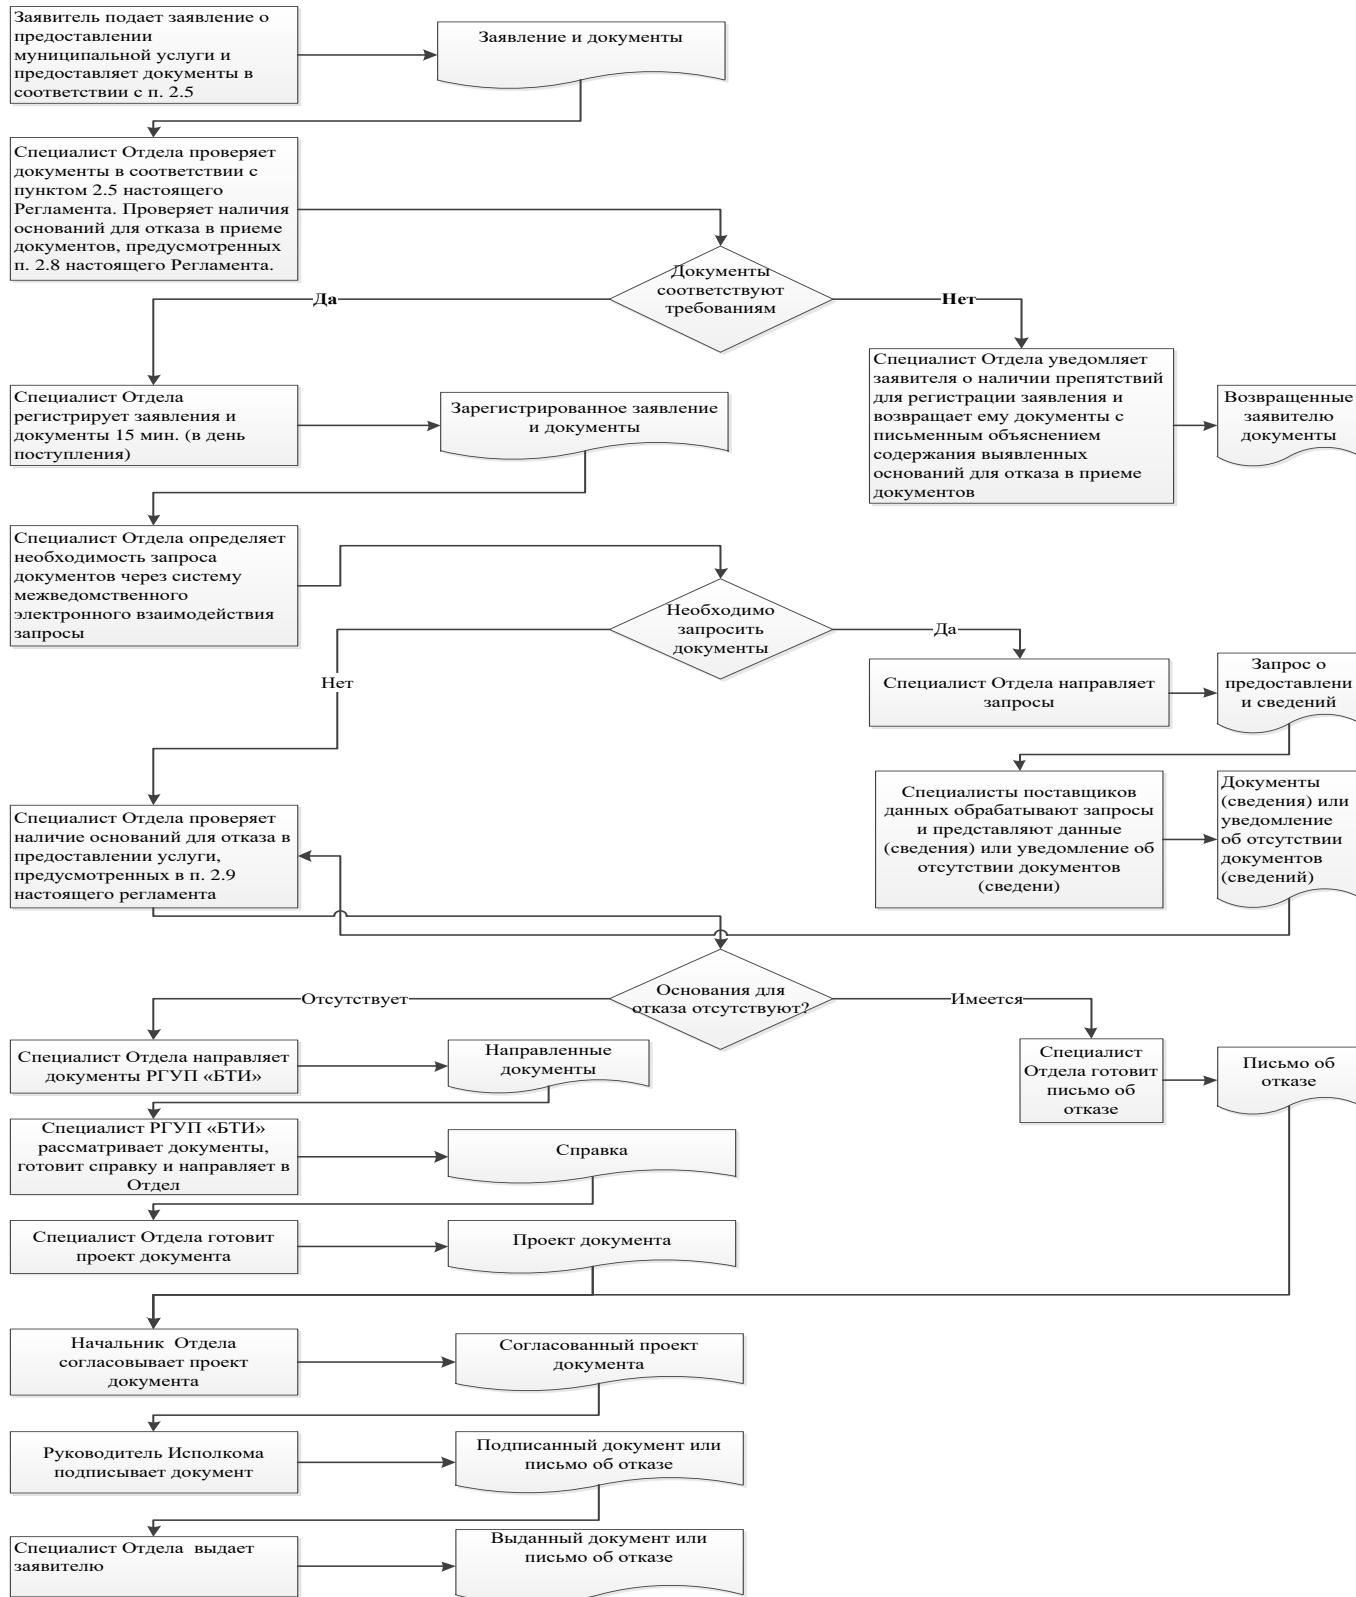 Заявитель подает заявление о
предоставлении
муниципальной услуги и
предоставляет документы в
соответствии с п. 2.5
Заявление и документы
Специалист Отдела проверяет
документы в соответствии с
пунктом 2.5 настоящего
Регламента. Проверяет наличия
оснований для отказа в приеме
документов, предусмотренных
п. 2.8 настоящего Регламента.
Документы
соответствуют
требованиям
Да
Нет
Специалист Отдела
регистрирует заявления и
документы 15 мин. (в день
поступления)
Зарегистрированное заявление
и документы
Специалист Отдела уведомляет
заявителя о наличии препятствий
для регистрации заявления и
возвращает ему документы с
письменным объяснением
содержания выявленных
оснований для отказа в приеме
документов
Возвращенные
заявителю
документы
Специалист Отдела определяет
необходимость запроса
документов через систему
межведомственного
электронного взаимодействия
запросы
Необходимо
запросить
документы
Да
Нет
Специалист Отдела направляет
запросы
Запрос о
предоставлени
и сведений
Специалисты поставщиков
данных обрабатывают запросы
и представляют данные
(сведения) или уведомление об
отсутствии документов
(сведени)
Документы
(сведения) или
уведомление
об отсутствии
документов
(сведений)
Специалист Отдела проверяет
наличие оснований для отказа в
предоставлении услуги,
предусмотренных в п. 2.9
настоящего регламента
Основания для
отказа отсутствуют?
Отсутствует
Имеется
Специалист Отдела направляет
документы РГУП «БТИ»
Направленные
документы
Специалист
Отдела готовит
письмо об
отказе
Письмо об
отказе
Специалист РГУП «БТИ»
рассматривает документы,
готовит справку и направляет в
Отдел
Справка
Специалист Отдела готовит
проект документа
Проект документа
Начальник Отдела
согласовывает проект
документа
Согласованный проект
документа
Руководитель Исполкома
подписывает документ
Подписанный документ или
письмо об отказе
Специалист Отдела выдает
заявителю
Выданный документ или
письмо об отказе